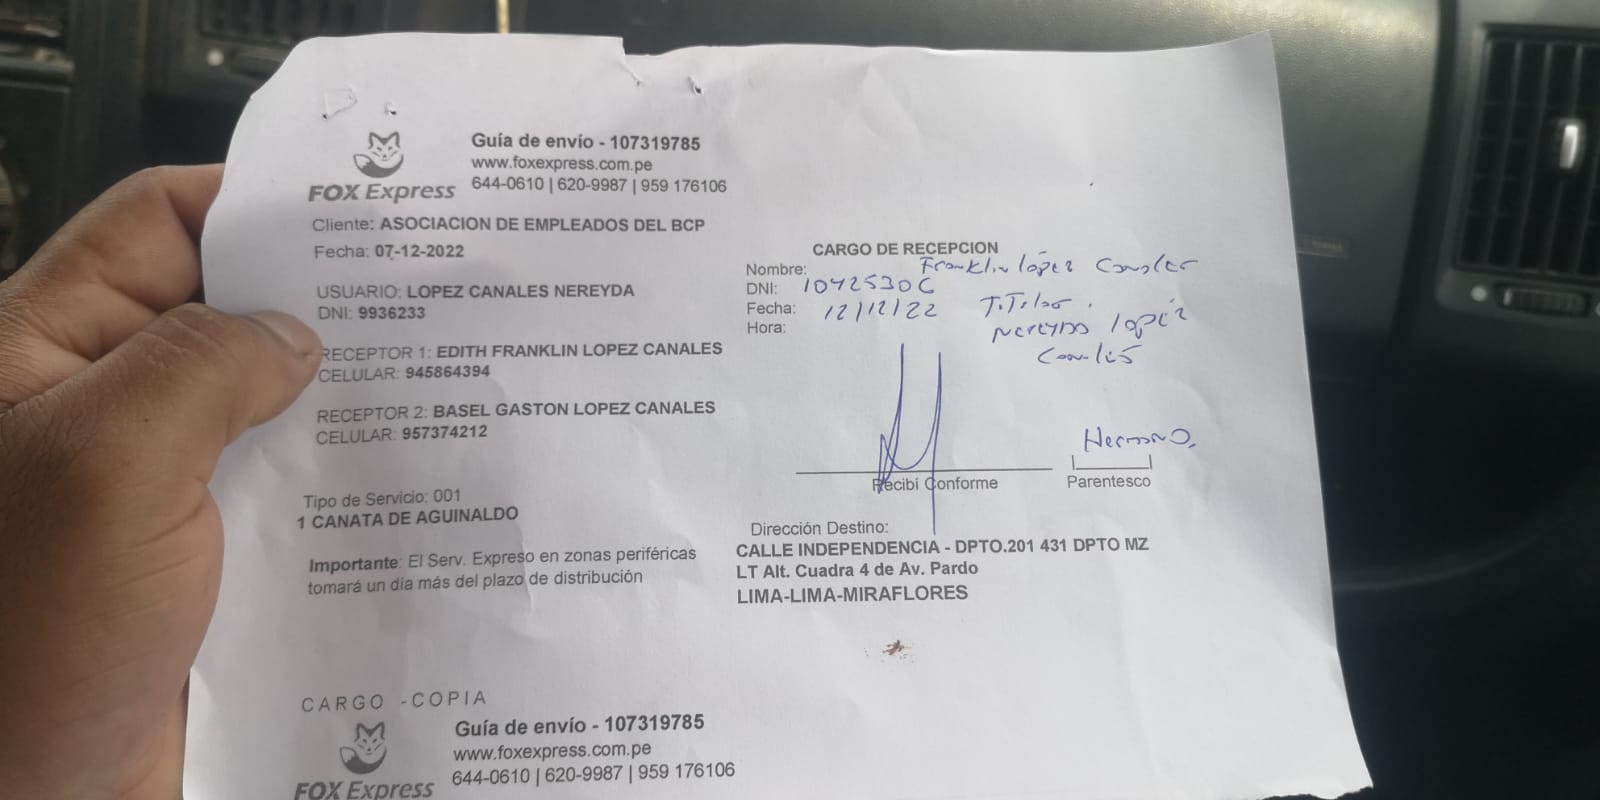 Guía de envío - 107319785
www.foxexpress.com.pe
644-0610 | 620-9987 | 959 176106
FOX Express
Cliente: ASOCIACION DE EMPLEADOS DEL BCP
Fecha: 07-12-2022
USUARIO: LOPEZ CANALES NEREYDA
DNI: 9936233
RECEPTOR 1: EDITH FRANKLIN LOPEZ CANALES
CELULAR: 945864394
RECEPTOR 2: BASEL GASTON LOPEZ CANALES
CELULAR: 957374212
Tipo de Servicio: 001
1 CANATA DE AGUINALDO
Importante: El Serv. Expreso en zonas periféricas
tomará un día más del plazo de distribución
CARGO DE RECEPCION
Nombre: Franklin lópez
DNI: 10425306
Fecha: 12/12/22
Hora:
Nereyda lopéz
Hermano,
Recibi Conforme
Parentesco
Dirección Destino:
CALLE INDEPENDENCIA - DPTO.201 431 DPTO MZ
LT Alt. Cuadra 4 de Av. Pardo
LIMA-LIMA-MIRAFLORES
CARGO -COPIA
Guía de envío - 107319785
www.foxexpress.com.pe
644-0610 | 620-9987 | 959 176106
FOX Express